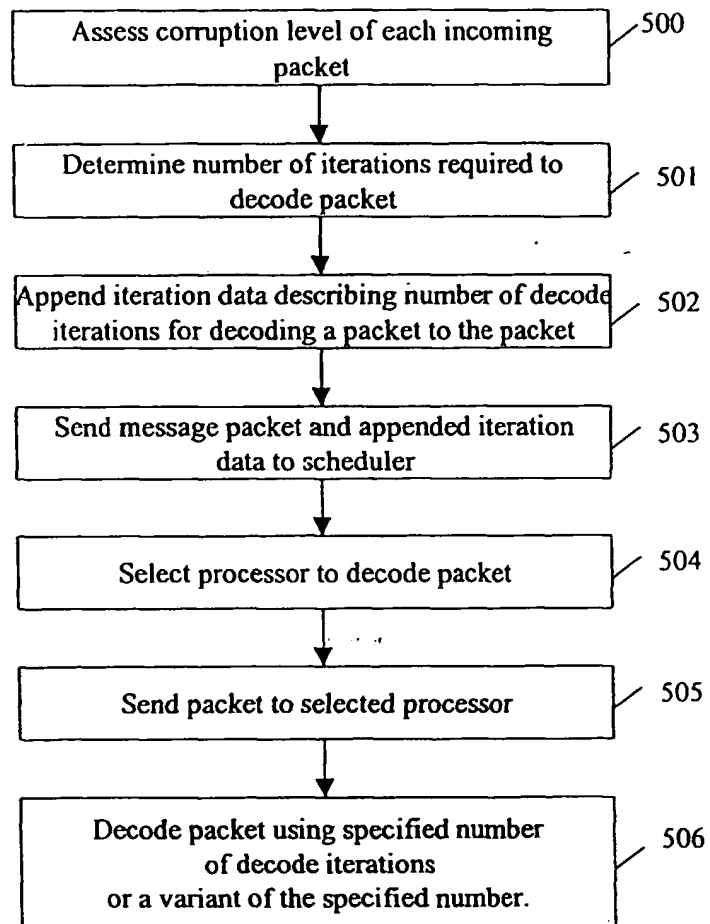 Assess corruption level of each incoming
packet
500
Determine number of iterations required to
decode packet
501
Append iteration data describing number of decode
iterations for decoding a packet to the packet
502
Send message packet and appended iteration
data to scheduler
503
Select processor to decode packet
504
Send packet to selected processor
505
Decode packet using specified number
of decode iterations
or a variant of the specified number.
506